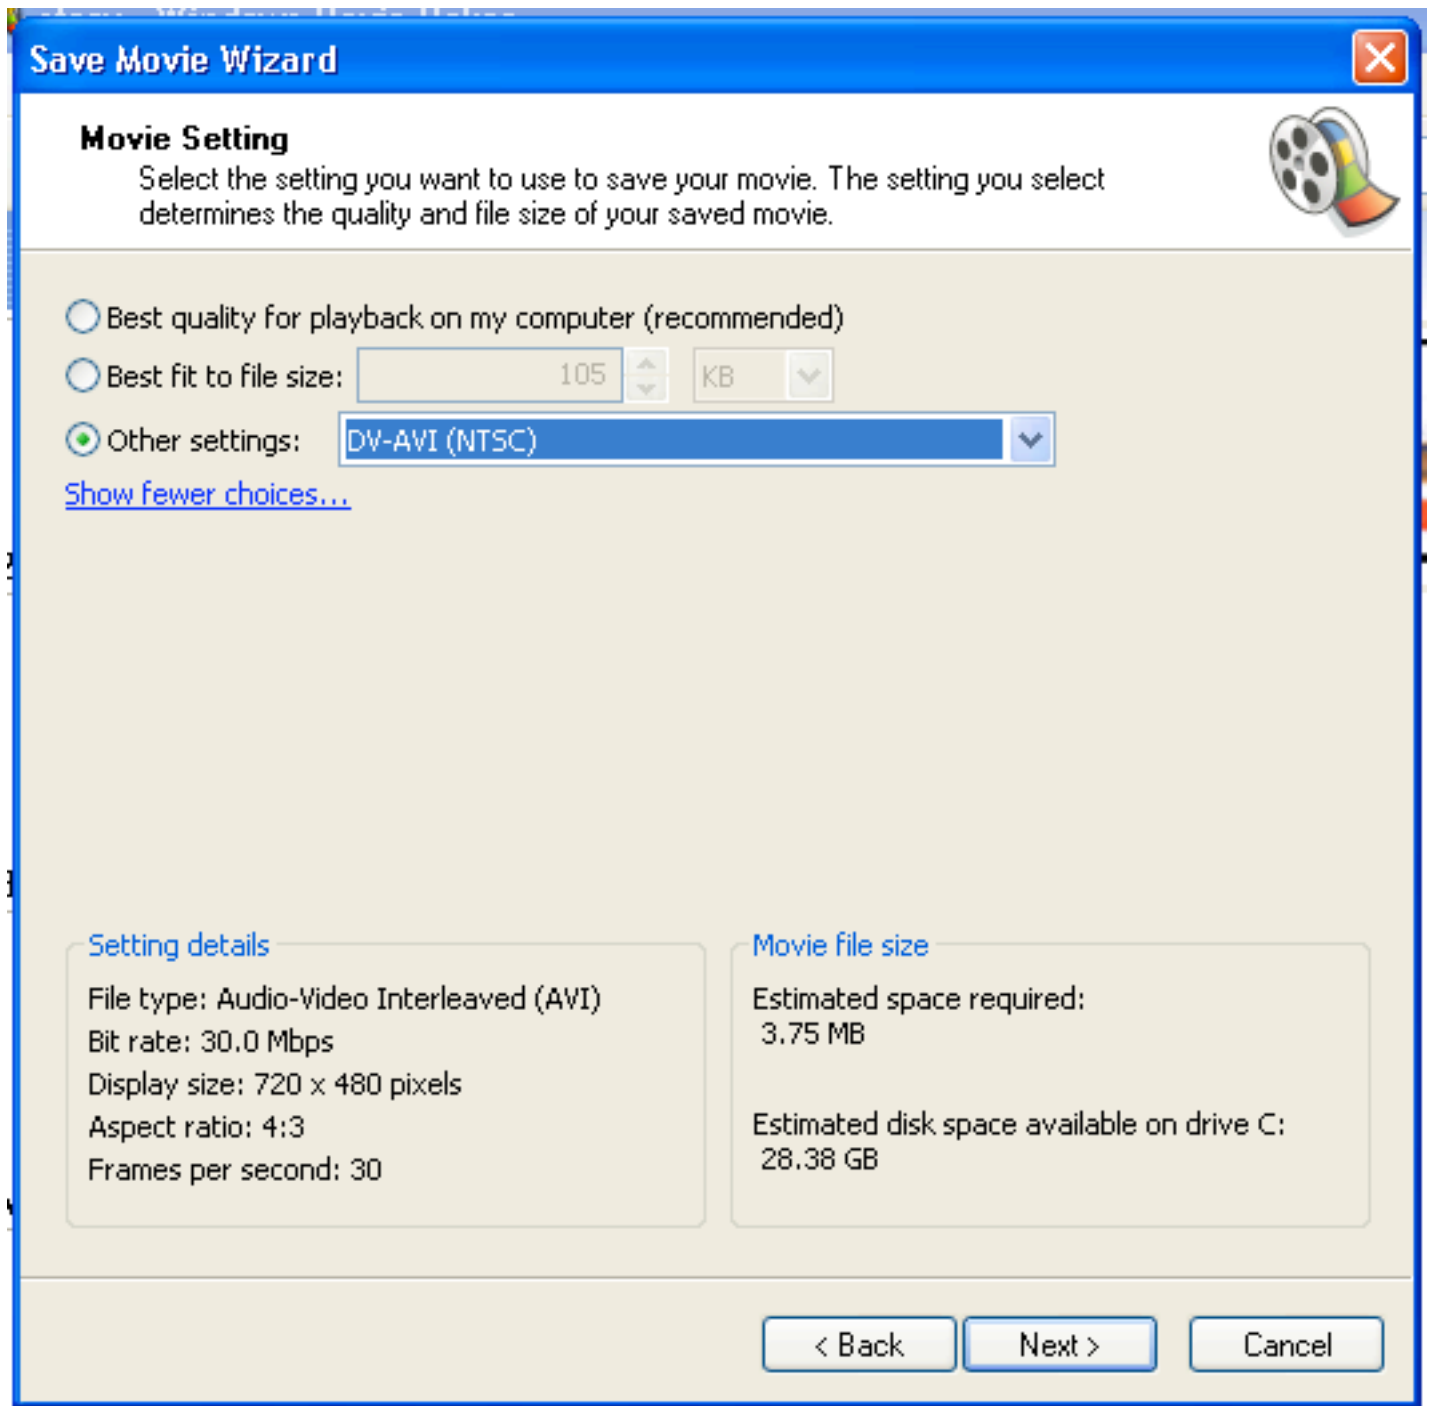 Save Movie Wizard
Movie Setting
Select the setting you want to use to save your movie. The setting you select
determines the quality and file size of your saved movie.
Best quality for playback on my computer (recommended)
Best fit to file size: 105 KB
Other settings: DV-AVI (NTSC)
Show fewer choices...
Setting details
File type: Audio-Video Interleaved (AVI)
Bit rate: 30.0 Mbps
Display size: 720 x 480 pixels
Aspect ratio: 4:3
Frames per second: 30
Movie file size
Estimated space required:
3.75 MB
Estimated disk space available on drive C:
28.38 GB
< Back
Next >
Cancel